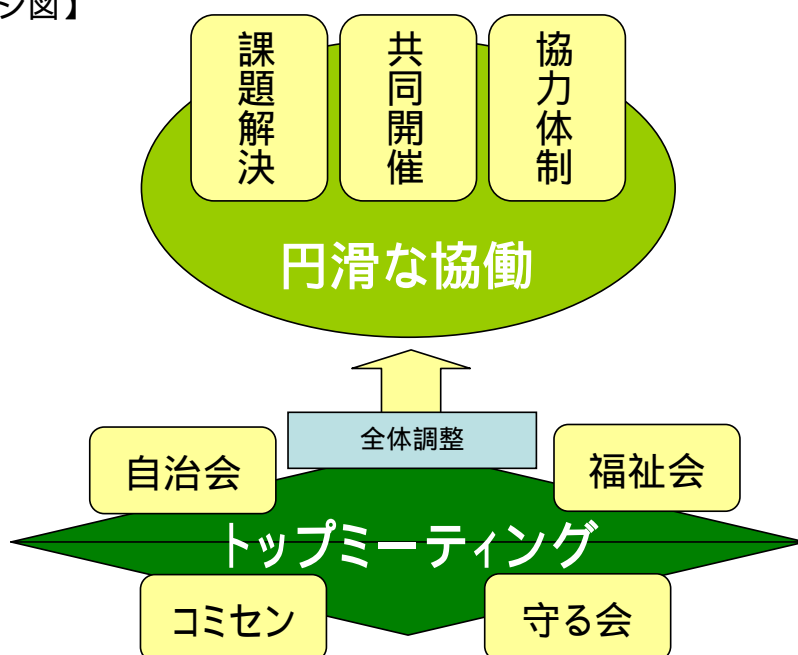 ジ図】
課題解決
共同開催
協力体制
円滑な協働
全体調整
自治会
福祉会
トップミーティング
コミセン
守る会